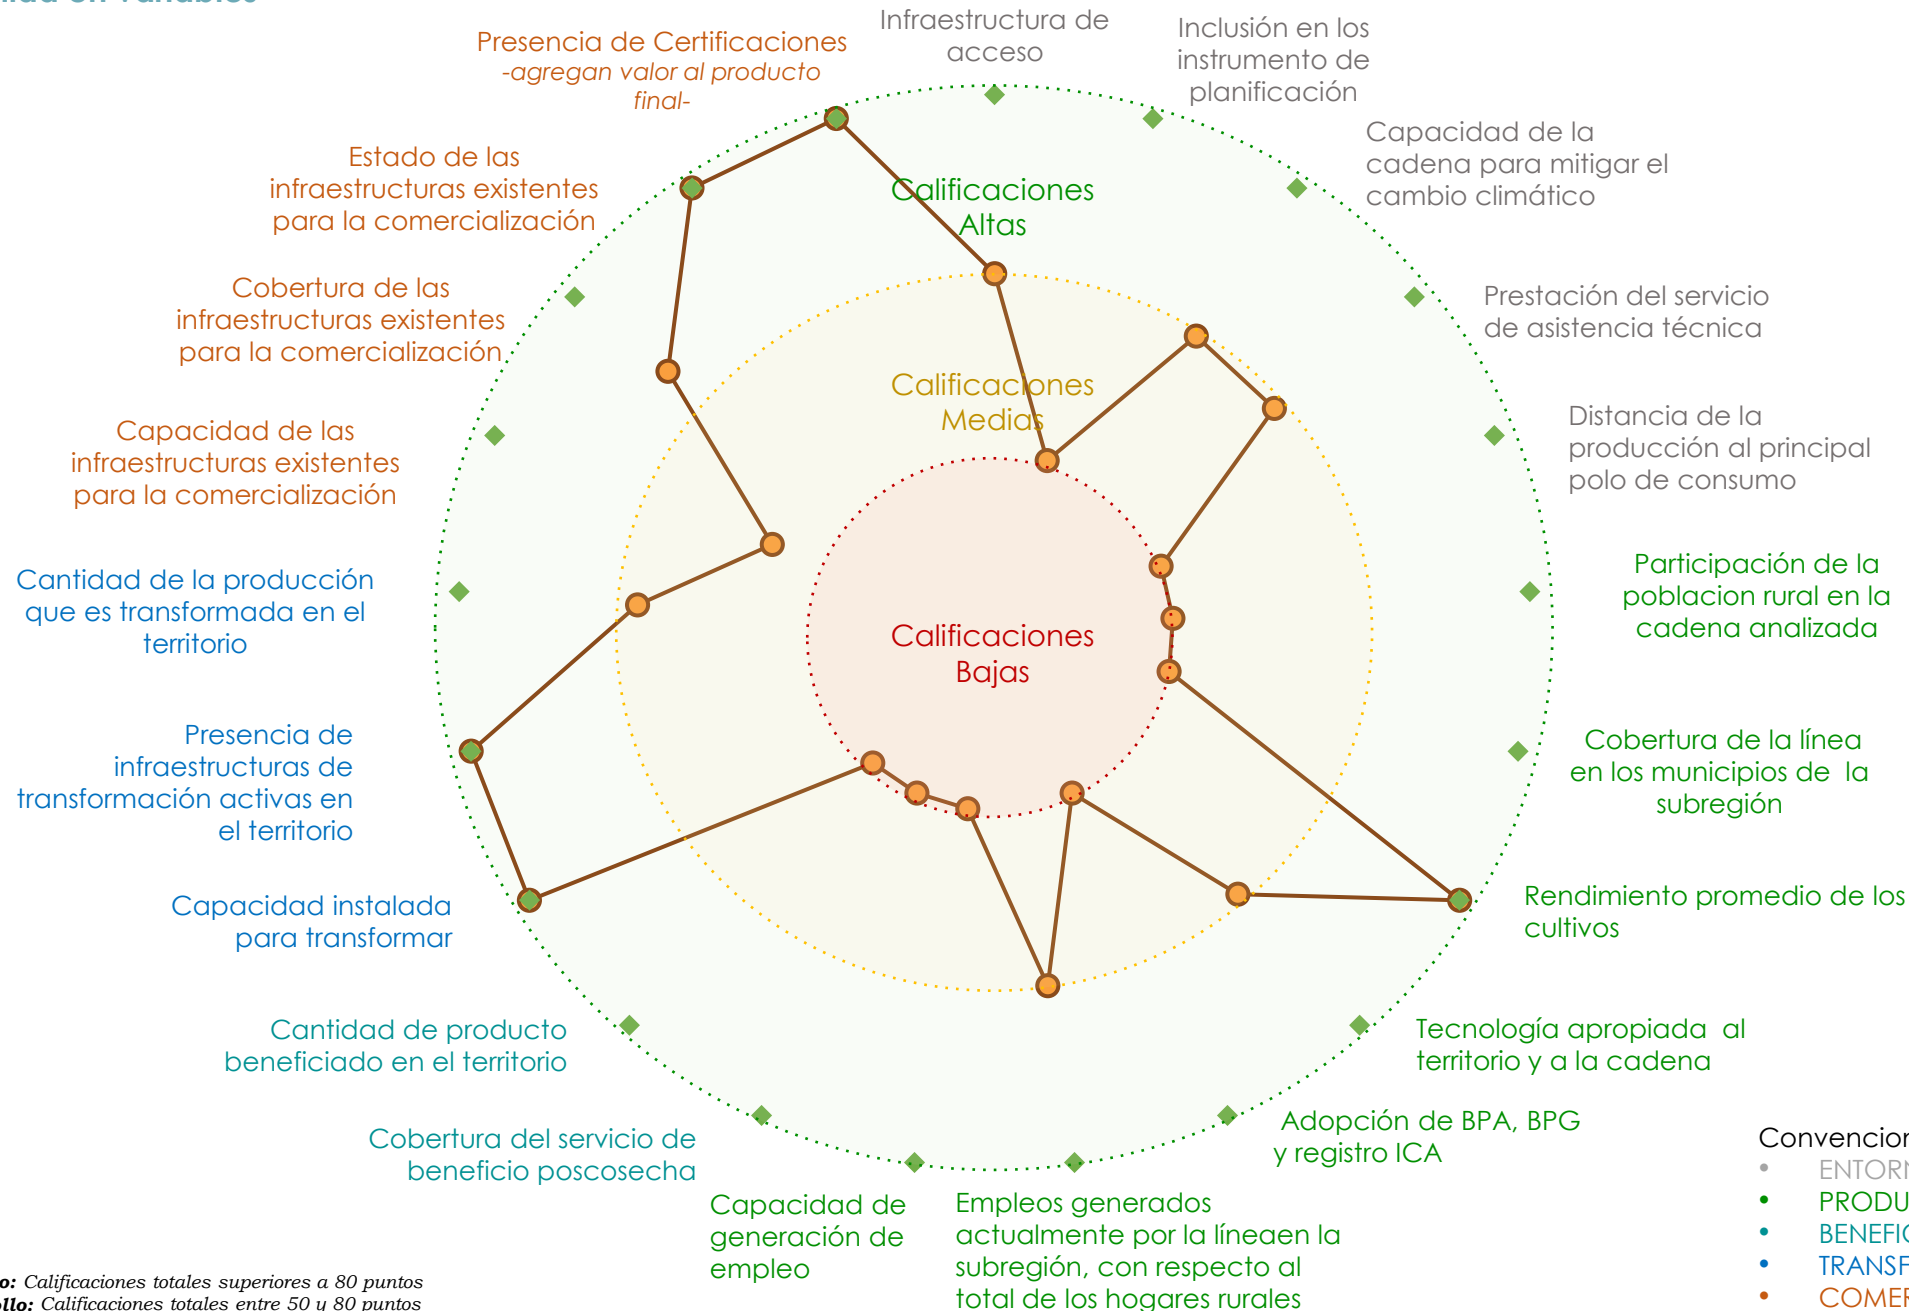 Infraestructura de
acceso
Inclusión en los
instrumento de
planificación
Capacidad de la
cadena para mitigar el
cambio climático
Prestación del servicio
de asistencia técnica
Distancia de la
producción al principal
polo de consumo
Participación de la
poblacion rural en la
cadena analizada
Cobertura de la línea
en los municipios de la
subregión
Rendimiento promedio de los
cultivos
Tecnología apropiada al
territorio y a la cadena
Adopción de BPA, BPG
y registro ICA
Empleos generados
actualmente por la líneaen la
subregión, con respecto al
total de los hogares rurales
Capacidad de
generación de
empleo
Cobertura del servicio de
beneficio poscosecha
Cantidad de producto
beneficiado en el territorio
Capacidad instalada
para transformar
Presencia de
infraestructuras de
transformación activas en
el territorio
Cantidad de la producción
que es transformada en el
territorio
Capacidad de las
infraestructuras existentes
para la comercialización
Cobertura de las
infraestructuras existentes
para la comercialización
Estado de las
infraestructuras existentes
para la comercialización
Presencia de Certificaciones
-agregan valor al producto
final-
Calificaciones
Altas
Calificaciones
Medias
Calificaciones
Bajas
Calificaciones totales superiores a 80 puntos
Calificaciones totales entre 50 y 80 puntos